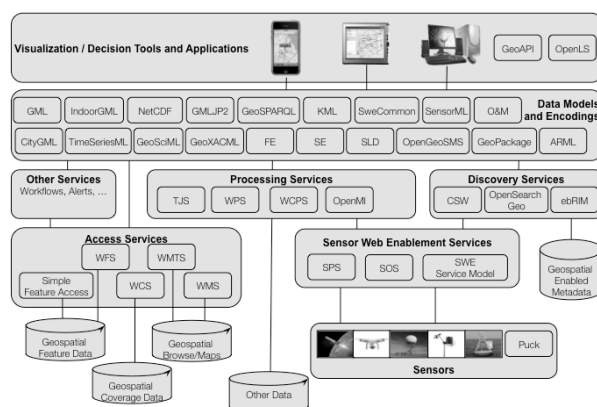 Visualization / Decision Tools and Applications
GeoAPI
OpenLS
Data Models
and Encodings
GML
IndoorGML
NetCDF
GMLJP2
GeoSPARQL
KML
SweCommon
SensorML
O&M
CityGML
TimeSeriesML
GeoSciML
GeoXACML
FE
SE
SLD
OpenGeoSMS
GeoPackage
ARML
Other Services
Workflows, Alerts, ...
Processing Services
TJS
WPS
WCPS
OpenMI
Discovery Services
CSW
OpenSearch
Geo
ebRIM
Access Services
WFS
WMTS
Simple
Feature Access
WCS
WMS
Sensor Web Enablement Services
SPS
SOS
SWE
Service Model
Geospatial
Enabled
Metadata
Geospatial
Feature Data
Geospatial
Browse/Maps
Geospatial
Coverage Data
Other Data
Puck
Sensors